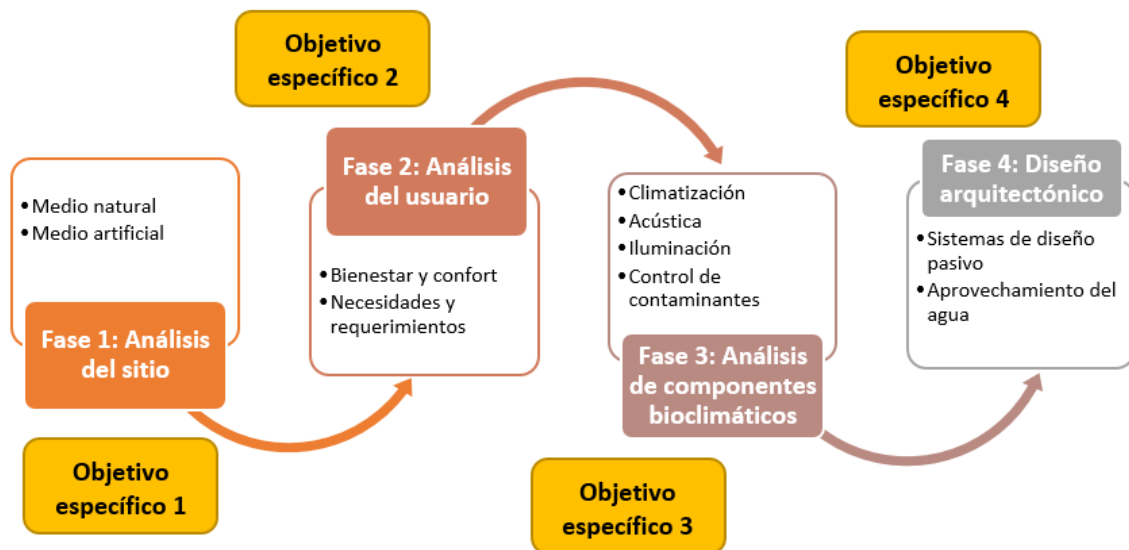 • Medio natural
• Medio artificial
Fase 1: Análisis
del sitio
Objetivo
específico 1
Objetivo
específico 2
Fase 2: Análisis
del usuario
• Bienestar y confort
• Necesidades y
requerimientos
• Climatización
• Acústica
• Iluminación
• Control de
contaminantes
Fase 3: Análisis
de componentes
bioclimáticos
Objetivo
específico 3
Objetivo
específico 4
Fase 4: Diseño
arquitectónico
• Sistemas de diseño
pasivo
• Aprovechamiento del
agua